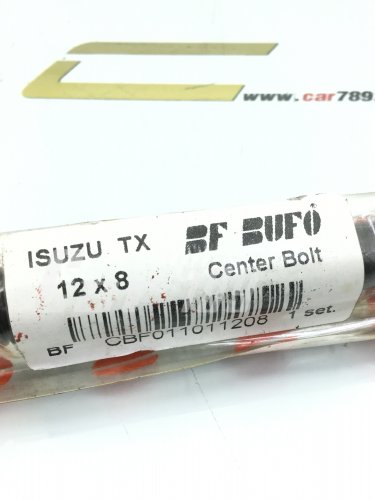 www.car789
ISUZU TX BF BUFO
12 x 8 Center Bolt
BF CBF011011208 1 set.